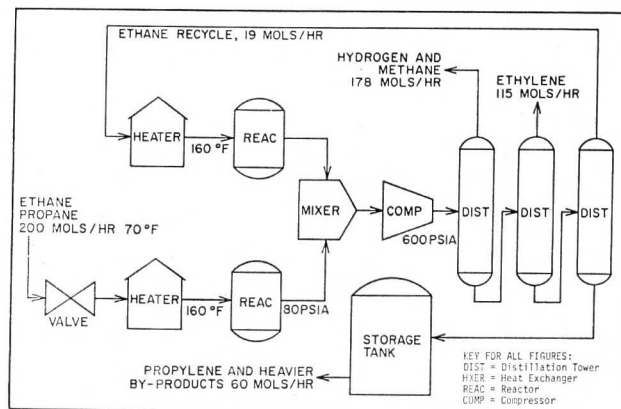 ETHANE RECYCLE, 19 MOLS/HR
HYDROGEN AND
METHANE
178 MOLS/HR
ETHYLENE
115 MOLS/HR
HEATER
160 °F
REAC
MIXER
COMP
600PSIA
DIST
DIST
DIST
ETHANE
PROPANE
200 MOLS/HR 70°F
VALVE
HEATER
160 °F
REAC
80PSIA
STORAGE
TANK
PROPYLENE AND HEAVIER
BY-PRODUCTS 60 MOLS/HR
KEY FOR ALL FIGURES:
DIST = Distillation Tower
HXER = Heat Exchanger
REAC = Reactor
COMP = Compressor